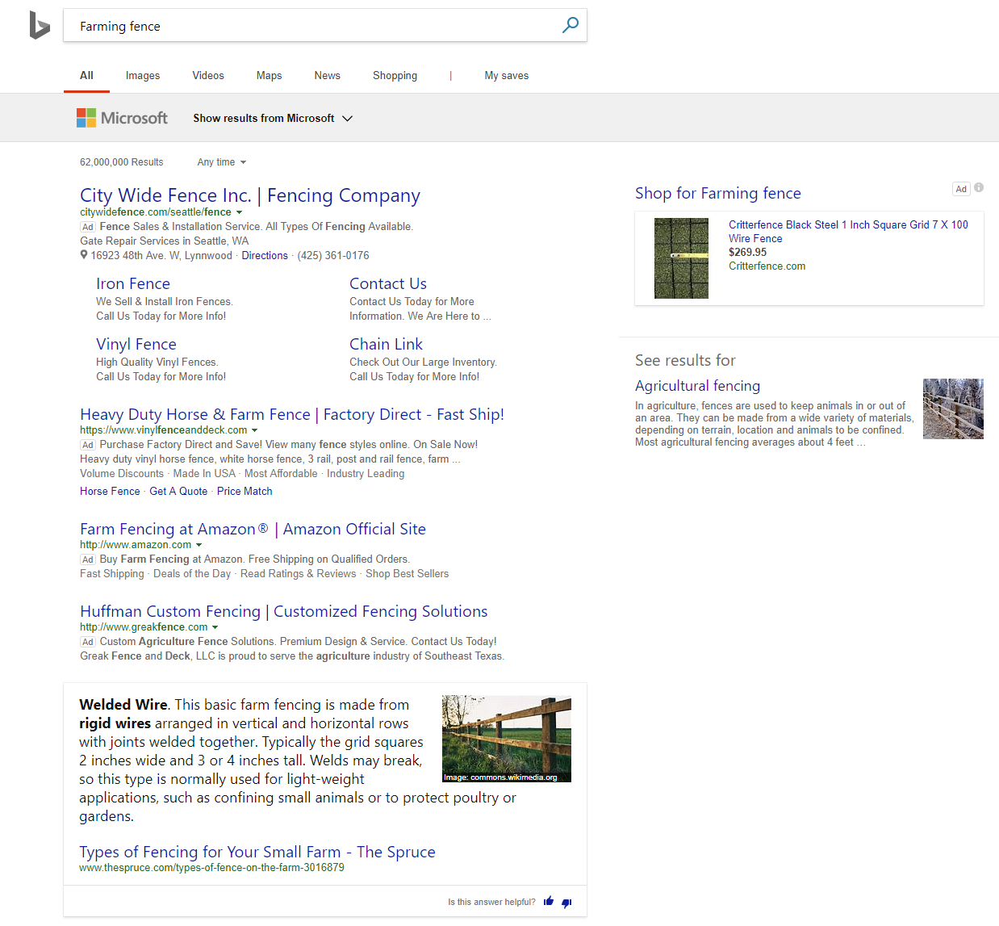 Farming fence
All Images Videos Maps News Shopping | My saves
Microsoft Show results from Microsoft
62,000,000 Results Any time
City Wide Fence Inc. | Fencing Company
citywidefence.com/seattle/fence
Ad Fence Sales & Installation Service. All Types Of Fencing Available.
Gate Repair Services in Seattle, WA
16923 48th Ave. W, Lynnwood · Directions · (425) 361-0176
Iron Fence
We Sell & Install Iron Fences.
Call Us Today for More Info!
Contact Us
Contact Us Today for More
Information. We Are Here to ...
Vinyl Fence
High Quality Vinyl Fences.
Call Us Today for More Info!
Chain Link
Check Out Our Large Inventory.
Call Us Today for More Info!
Heavy Duty Horse & Farm Fence | Factory Direct - Fast Ship!
https://www.vinylfenceanddeck.com
Ad Purchase Factory Direct and Save! View many fence styles online. On Sale Now!
Heavy duty vinyl horse fence, white horse fence, 3 rail, post and rail fence, farm ...
Volume Discounts · Made In USA · Most Affordable · Industry Leading
Horse Fence · Get A Quote · Price Match
Farm Fencing at Amazon® | Amazon Official Site
http://www.amazon.com
Ad Buy Farm Fencing at Amazon. Free Shipping on Qualified Orders.
Fast Shipping · Deals of the Day · Read Ratings & Reviews · Shop Best Sellers
Huffman Custom Fencing | Customized Fencing Solutions
http://www.greakfence.com
Ad Custom Agriculture Fence Solutions. Premium Design & Service. Contact Us Today!
Greak Fence and Deck, LLC is proud to serve the agriculture industry of Southeast Texas.
Welded Wire. This basic farm fencing is made from
rigid wires arranged in vertical and horizontal rows
with joints welded together. Typically the grid squares
2 inches wide and 3 or 4 inches tall. Welds may break,
so this type is normally used for light-weight
applications, such as confining small animals or to protect poultry or
gardens.
Image: commons.wikimedia.org
Types of Fencing for Your Small Farm - The Spruce
www.thespruce.com/types-of-fence-on-the-farm-3016879
Is this answer helpful?
Shop for Farming fence
Ad
Critterfence Black Steel 1 Inch Square Grid 7 X 100
Wire Fence
$269.95
Critterfence.com
See results for
Agricultural fencing
In agriculture, fences are used to keep animals in or out of
an area. They can be made from a wide variety of materials,
depending on terrain, location and animals to be confined.
Most agricultural fencing averages about 4 feet ...